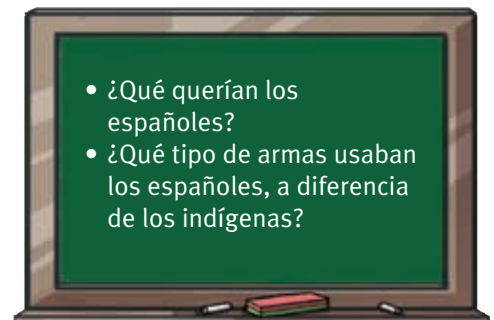 • ¿Qué querían los
españoles?
• ¿Qué tipo de armas usaban
los españoles, a diferencia
de los indígenas?